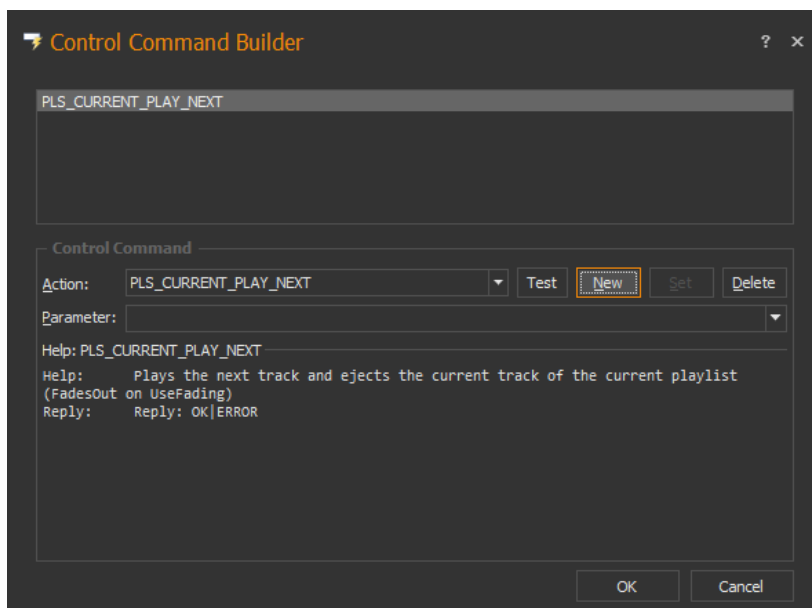 Control Command Builder ? ×
PLS_CURRENT_PLAY_NEXT
Control Command
Action: PLS_CURRENT_PLAY_NEXT Test New Set Delete
Parameter:
Help: PLS_CURRENT_PLAY_NEXT
Help: Plays the next track and ejects the current track of the current playlist
(FadesOut on UseFading)
Reply: Reply: OK|ERROR
OK Cancel